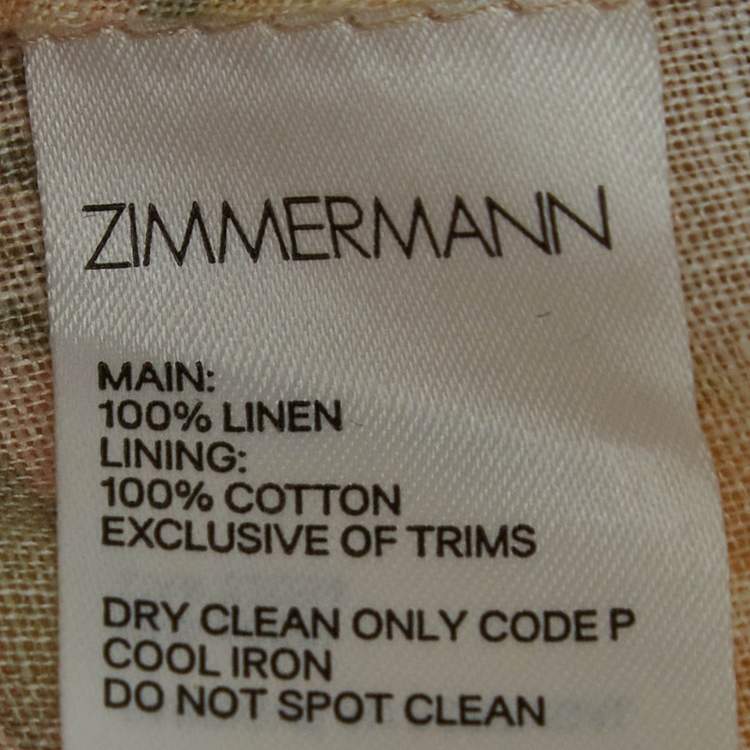 ZIMMERMANN
MAIN:
100% LINEN
LINING:
100% COTTON
EXCLUSIVE OF TRIMS
DRY CLEAN ONLY CODE P
COOL IRON
DO NOT SPOT CLEAN